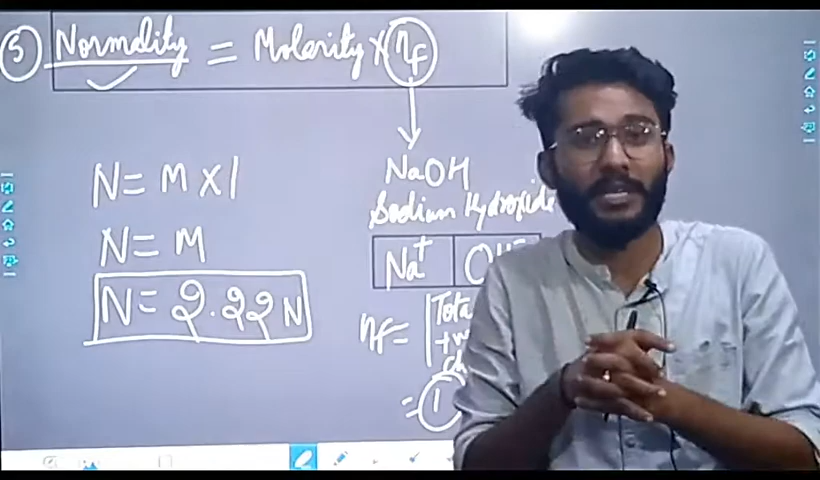 ⑤ Normality = Molarity × nf
NaOH
Sodium Hydroxide
Na⁺
N = M × 1
N = M
N = 2.22 N
nf =
= 1